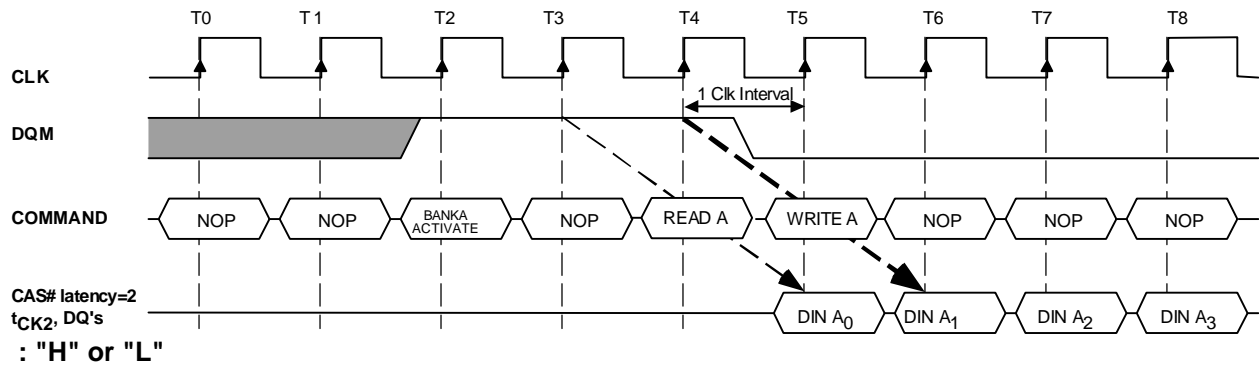 T0 T1 T2 T3 T4 T5 T6 T7 T8
CLK
1 Clk Interval
DQM
COMMAND NOP NOP BANKA ACTIVATE NOP READ A WRITE A NOP NOP NOP
CAS# latency=2
tCK2, DQ's DIN A0 DIN A1 DIN A2 DIN A3
: "H" or "L"